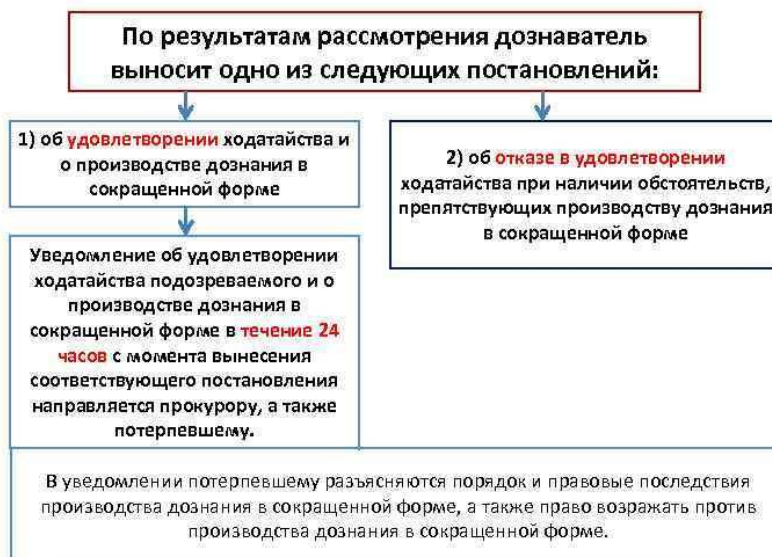 По результатам рассмотрения дознаватель
выносит одно из следующих постановлений:
1) об удовлетворении ходатайства и
о производстве дознания в
сокращенной форме
2) об отказе в удовлетворении
ходатайства при наличии обстоятельств,
препятствующих производству дознания
в сокращенной форме
Уведомление об удовлетворении
ходатайства подозреваемого и о
производстве дознания в
сокращенной форме в течение 24
часов с момента вынесения
соответствующего постановления
направляется прокурору, а также
потерпевшему.
В уведомлении потерпевшему разъясняются порядок и правовые последствия
производства дознания в сокращенной форме, а также право возражать против
производства дознания в сокращенной форме.